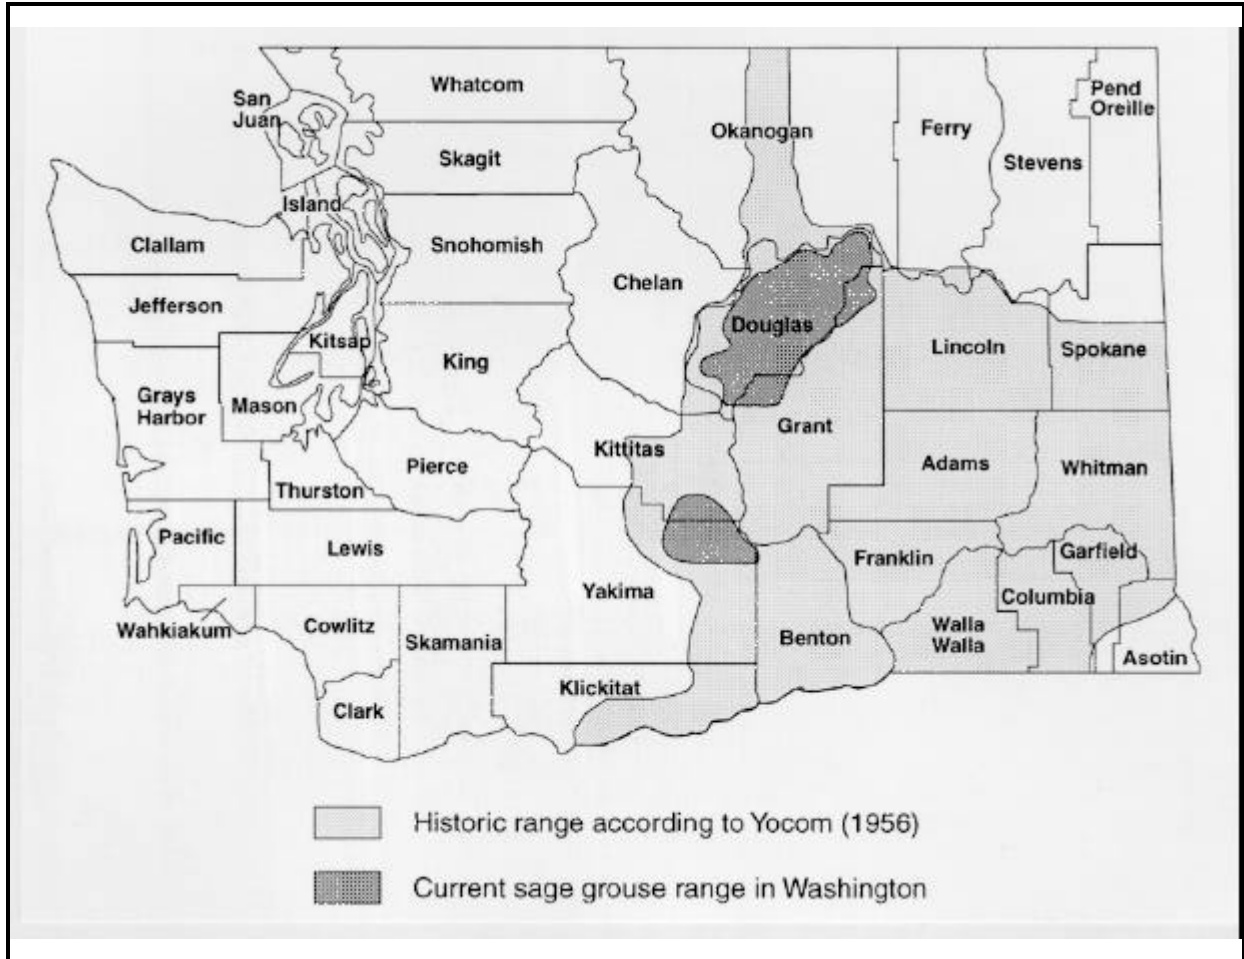 Whatcom
San
Juan
Okanogan
Ferry
Pend
Oreille
Skagit
Stevens
Island
Clallam
Snohomish
Chelan
Jefferson
Douglas
Kitsap
King
Lincoln
Spokane
Grays
Harbor
Mason
Grant
Kittitas
Pierce
Adams
Whitman
Thurston
Pacific
Lewis
Franklin
Garfield
Yakima
Columbia
Wahkiakum
Cowlitz
Skamania
Benton
Walla
Walla
Asotin
Klickitat
Clark
Historic range according to Yocom (1956)
Current sage grouse range in Washington